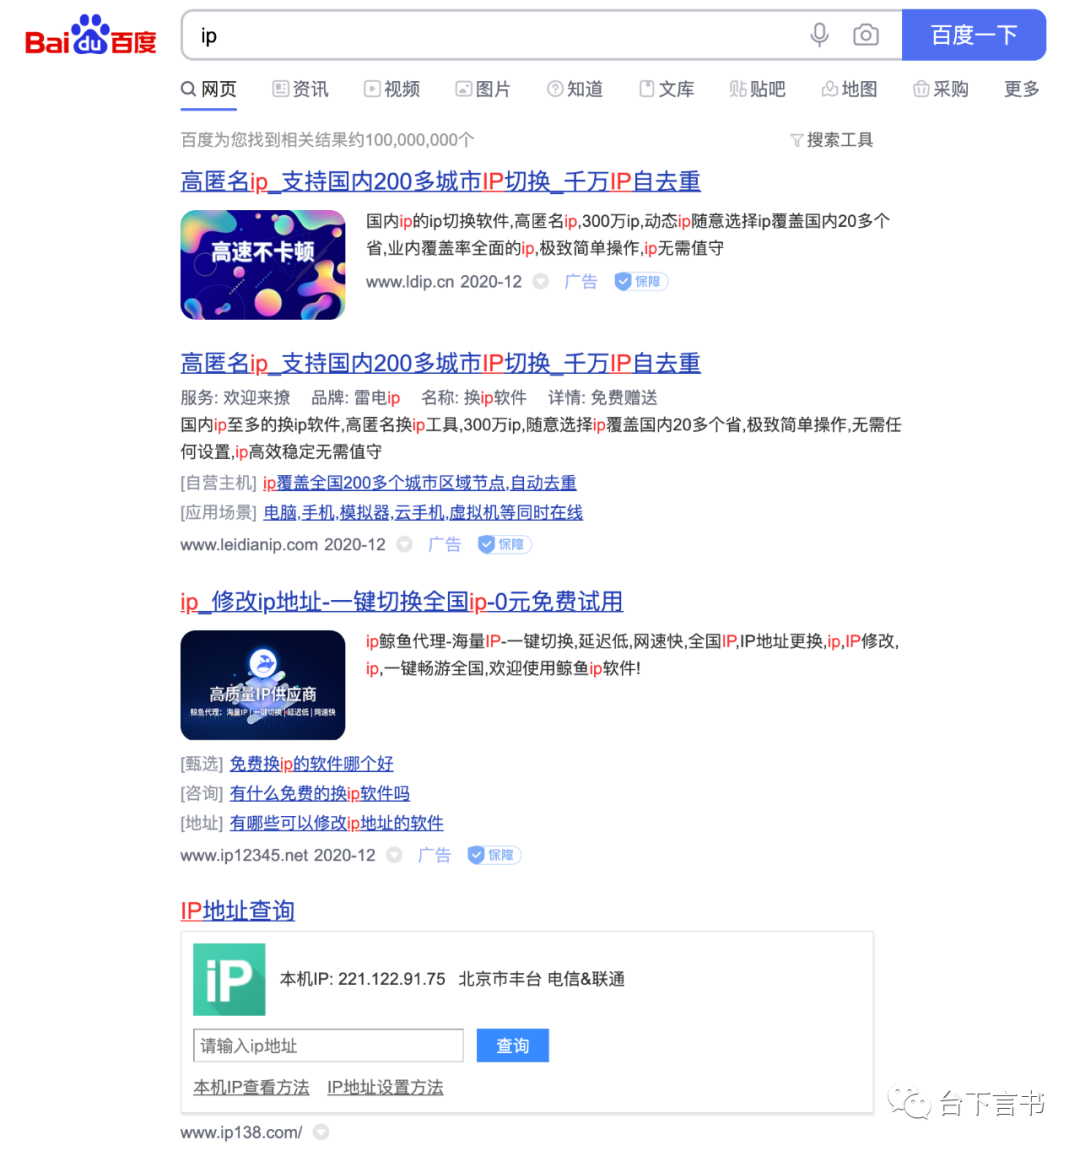 Bai du 百度
ip
百度一下
网页 资讯 视频 图片 知道 文库 贴吧 地图 采购 更多
百度为您找到相关结果约100,000,000个
搜索工具
高匿名ip_支持国内200多城市IP切换_千万IP自去重
高速不卡顿
国内ip的ip切换软件,高匿名ip,300万ip,动态ip随意选择ip覆盖国内20多个
省,业内覆盖率全面的ip,极致简单操作,ip无需值守
www.ldip.cn 2020-12 广告 保障
高匿名ip_支持国内200多城市IP切换_千万IP自去重
服务: 欢迎来撩 品牌: 雷电ip 名称: 换ip软件 详情: 免费赠送
国内ip至多的换ip软件,高匿名换ip工具,300万ip,随意选择ip覆盖国内20多个省,极致简单操作,无需任
何设置,ip高效稳定无需值守
[自营主机] ip覆盖全国200多个城市区域节点,自动去重
[应用场景] 电脑,手机,模拟器,云手机,虚拟机等同时在线
www.leidianip.com 2020-12 广告 保障
ip_修改ip地址-一键切换全国ip-0元免费试用
高质量IP供应商
鲸鱼代理：海量IP | 一键切换 | 延迟低 | 网速快
ip鲸鱼代理-海量IP-一键切换,延迟低,网速快,全国IP,IP地址更换,ip,IP修改,
ip,一键畅游全国,欢迎使用鲸鱼ip软件!
[甄选] 免费换ip的软件哪个好
[咨询] 有什么免费的换ip软件吗
[地址] 有哪些可以修改ip地址的软件
www.ip12345.net 2020-12 广告 保障
IP地址查询
iP
本机IP: 221.122.91.75 北京市丰台 电信&联通
请输入ip地址
查询
本机IP查看方法 IP地址设置方法
台下言书
www.ip138.com/